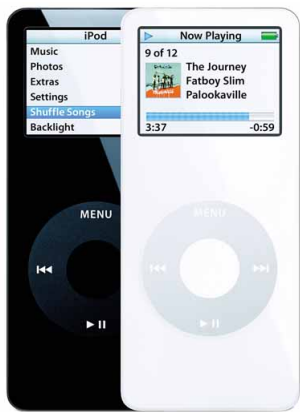 iPod
Music
Photos
Extras
Settings
Shuffle Songs
Backlight
MENU
Now Playing
9 of 12
The Journey
Fatboy Slim
Palookaville
3:37 -0:59
MENU